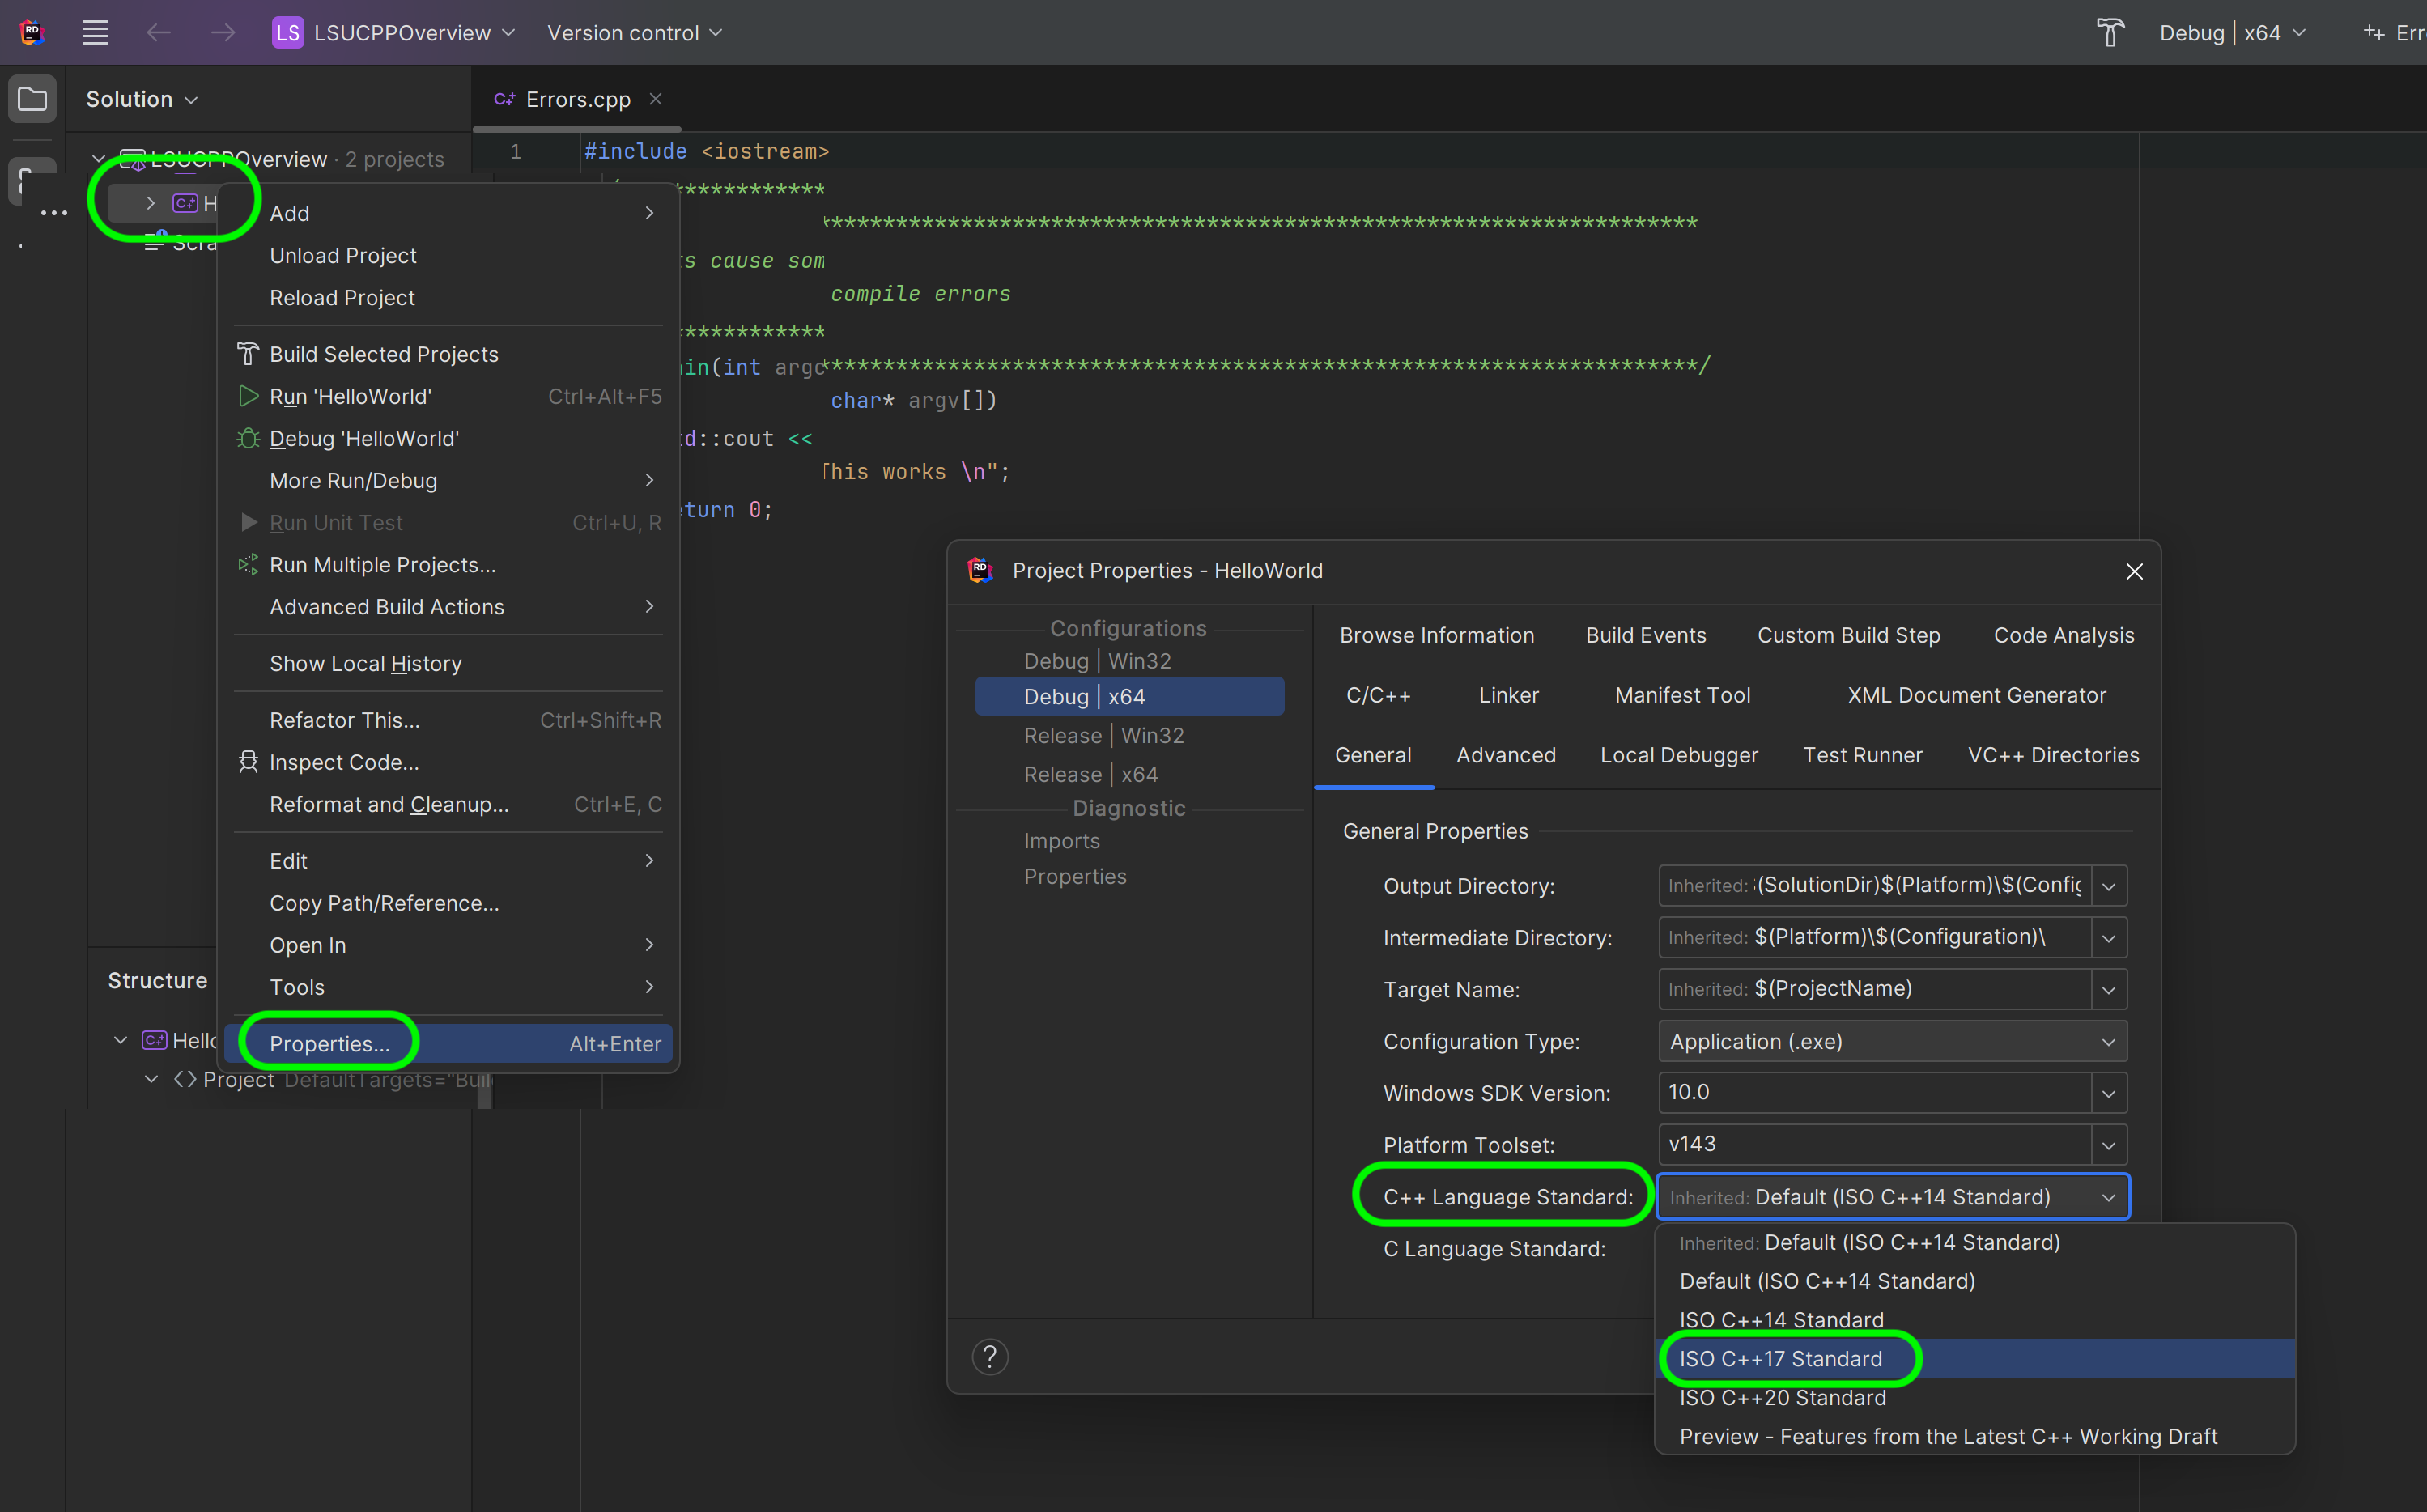 RD LS LSUCPPOverview Version control Debug | x64
Solution
C++ Errors.cpp
LSUCPPOverview · 2 projects
1 #include <iostream>
C++ H
Add
Unload Project
Reload Project
Build Selected Projects
Run 'HelloWorld' Ctrl+Alt+F5
Debug 'HelloWorld'
More Run/Debug
Run Unit Test Ctrl+U, R
Run Multiple Projects...
Advanced Build Actions
Show Local History
Refactor This... Ctrl+Shift+R
Inspect Code...
Reformat and Cleanup... Ctrl+E, C
Edit
Copy Path/Reference...
Open In
Tools
Properties... Alt+Enter
*************
*******************************************************************
cause
compile errors
*************
(int argc*******************************************************************/
char* argv[])
::cout <<
works \n";
0;
Structure
C++ Hello
<> Project DefaultTargets="Buil
RD Project Properties - HelloWorld
Configurations
Debug | Win32
Debug | x64
Release | Win32
Release | x64
Diagnostic
Imports
Properties
Browse Information Build Events Custom Build Step Code Analysis
C/C++ Linker Manifest Tool XML Document Generator
General Advanced Local Debugger Test Runner VC++ Directories
General Properties
Output Directory: Inherited: (SolutionDir)$(Platform)\$(Config
Intermediate Directory: Inherited: $(Platform)\$(Configuration)\
Target Name: Inherited: $(ProjectName)
Configuration Type: Application (.exe)
Windows SDK Version: 10.0
Platform Toolset: v143
C++ Language Standard: Inherited: Default (ISO C++14 Standard)
C Language Standard:
Inherited: Default (ISO C++14 Standard)
Default (ISO C++14 Standard)
ISO C++14 Standard
ISO C++17 Standard
ISO C++20 Standard
Preview - Features from the Latest C++ Working Draft
?